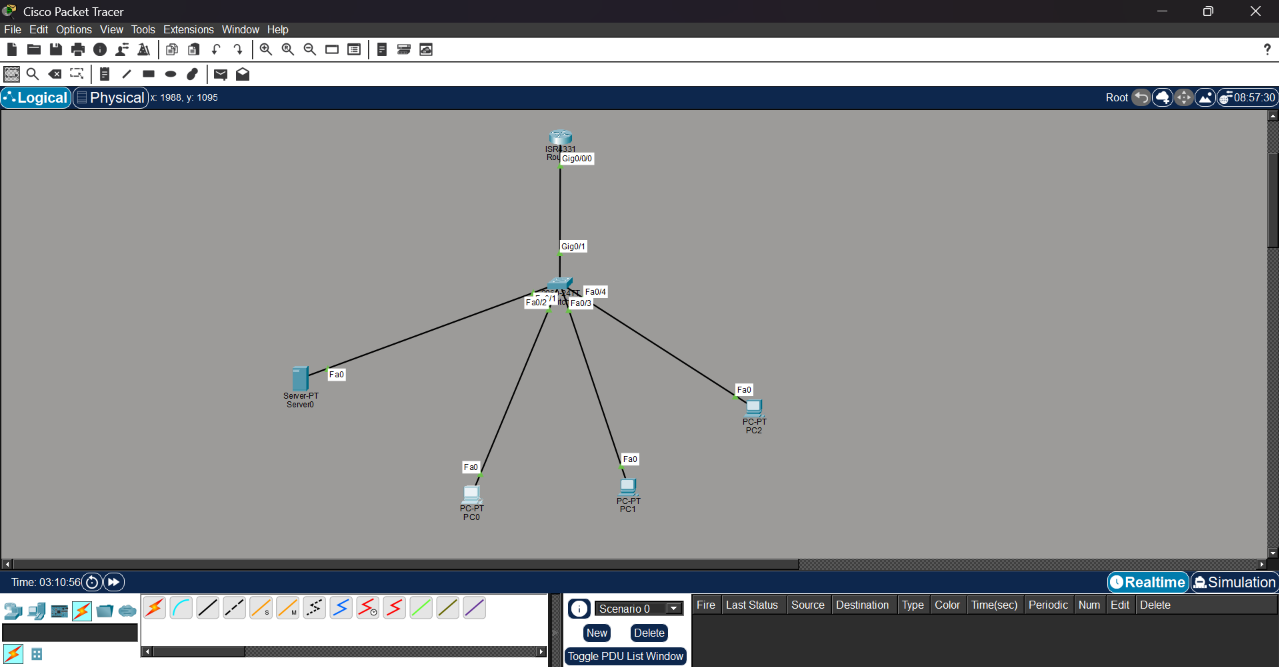 Cisco Packet Tracer
File Edit Options View Tools Extensions Window Help
?
Logical Physical x: 1988, y: 1095 Root 08:57:30
ISR4331
Gig0/0/0
Gig0/1
Fa0/4
Fa0/2 Fa0/3
Fa0
Server-PT
Server0
Fa0
PC-PT
PC2
Fa0
PC-PT
PC1
Fa0
PC-PT
PC0
Time: 03:10:56 Realtime Simulation
S M
Scenario 0
New Delete
Toggle PDU List Window
Fire Last Status Source Destination Type Color Time(sec) Periodic Num Edit Delete